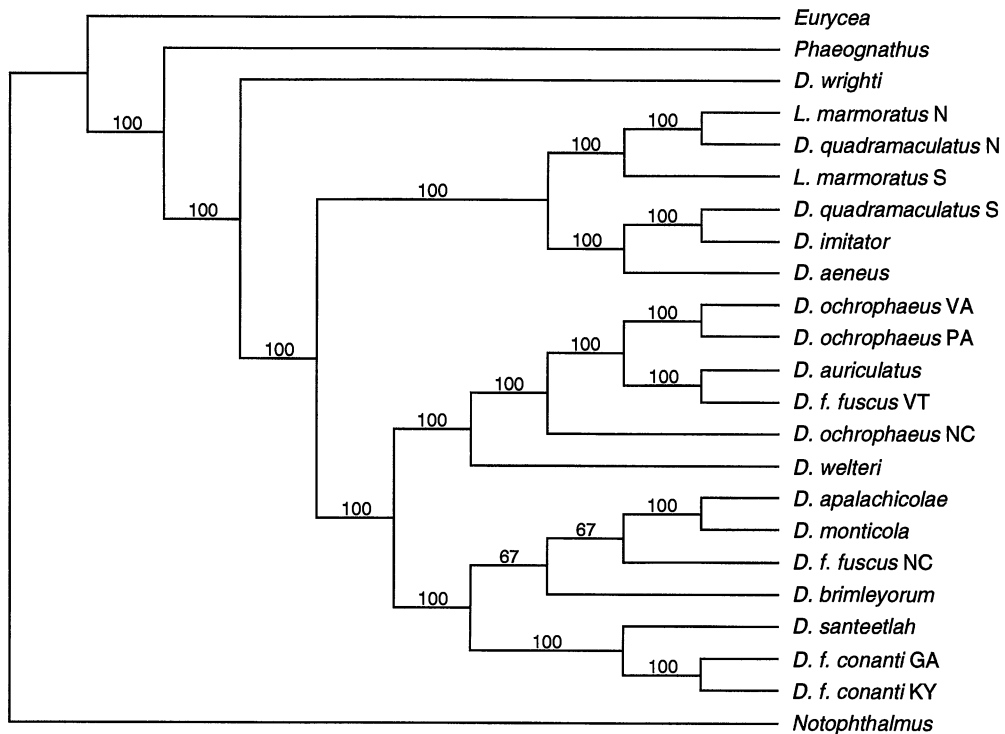 Eurycea
Phaeognathus
D. wrighti
100
L. marmoratus N
100
D. quadramaculatus N
100
L. marmoratus S
100
100
D. quadramaculatus S
100
D. imitator
100
D. aeneus
D. ochrophaeus VA
100
D. ochrophaeus PA
100
100
D. auriculatus
100
100
D. f. fuscus VT
100
D. ochrophaeus NC
D. welteri
D. apalachicolae
100
100
D. monticola
67
D. f. fuscus NC
67
D. brimleyorum
100
D. santeetlah
100
D. f. conanti GA
100
D. f. conanti KY
Notophthalmus